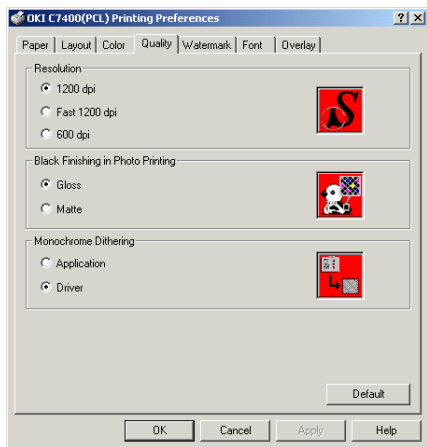 OKI C7400(PCL) Printing Preferences
Paper Layout Color Quality Watermark Font Overlay
Resolution
1200 dpi
Fast 1200 dpi
600 dpi
Black Finishing in Photo Printing
Gloss
Matte
Monochrome Dithering
Application
Driver
Default
OK Cancel Apply Help